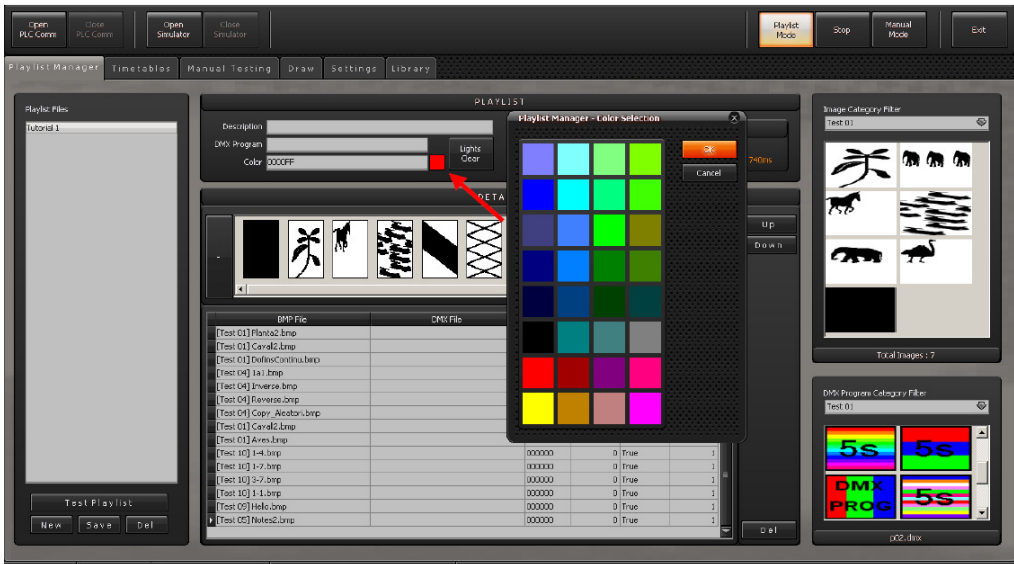 Open PLC Comm
Close PLC Comm
Open Simulator
Close Simulator
Playlist Mode
Stop
Manual Mode
Exit
Playlist Manager
Timetables
Manual Testing
Draw
Settings
Library
Playlist Files
Tutorial 1
Test Playlist
New
Save
Del
PLAYLIST
Description
DMX Program
Color 0000FF
Lights Clear
740ms
DETA
-
Up
Down
BMP File DMX File
[Test 01] Planta2.bmp
[Test 01] Caval2.bmp
[Test 01] DofinsContinu.bmp
[Test 04] 1a1.bmp
[Test 04] Inverse.bmp
[Test 04] Reverse.bmp
[Test 04] Copy_Aleatori.bmp
[Test 01] Caval2.bmp
[Test 01] Aves.bmp
[Test 10] 1-4.bmp 000000 0 True 1
[Test 10] 1-7.bmp 000000 0 True 1
[Test 10] 3-7.bmp 000000 0 True 1
[Test 10] 1-1.bmp 000000 0 True 1
[Test 09] Hello.bmp 000000 0 True 1
[Test 05] Notes2.bmp 000000 0 True 1
Del
Playlist Manager - Color Selection
OK
Cancel
Image Category Filter
Test 01
Total Images : 7
DMX Program Category Filter
Test 01
5s
5s
DMX PROG
5s
p02.dmx